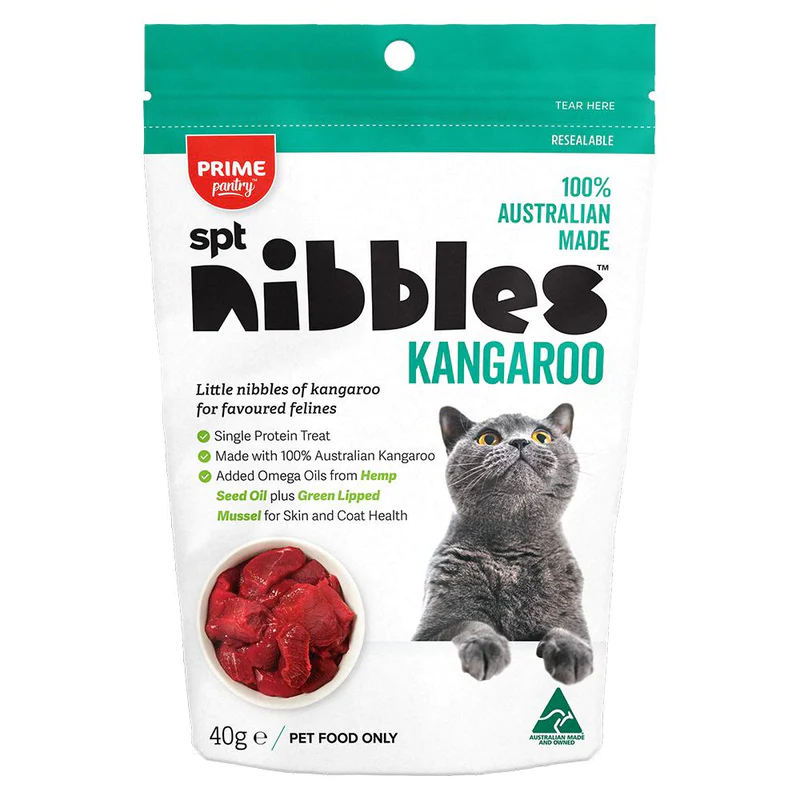 TEAR HERE
RESEALABLE
PRIME
pantry™
100%
AUSTRALIAN
MADE
spt
nibbles™
KANGAROO
Little nibbles of kangaroo
for favoured felines
Single Protein Treat
Made with 100% Australian Kangaroo
Added Omega Oils from Hemp
Seed Oil plus Green Lipped
Mussel for Skin and Coat Health
40g e / PET FOOD ONLY
AUSTRALIAN MADE
AND OWNED